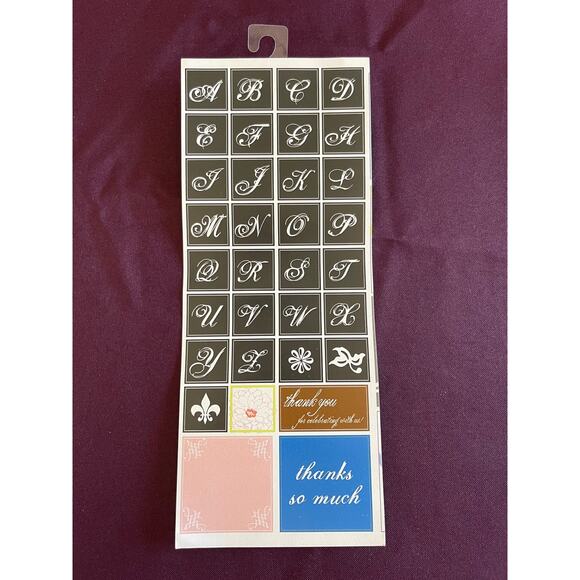 A B C D
E F G H
I J K L
M N O P
Q R S T
U V W X
Y Z
thank you
for celebrating with us!
thanks
so much